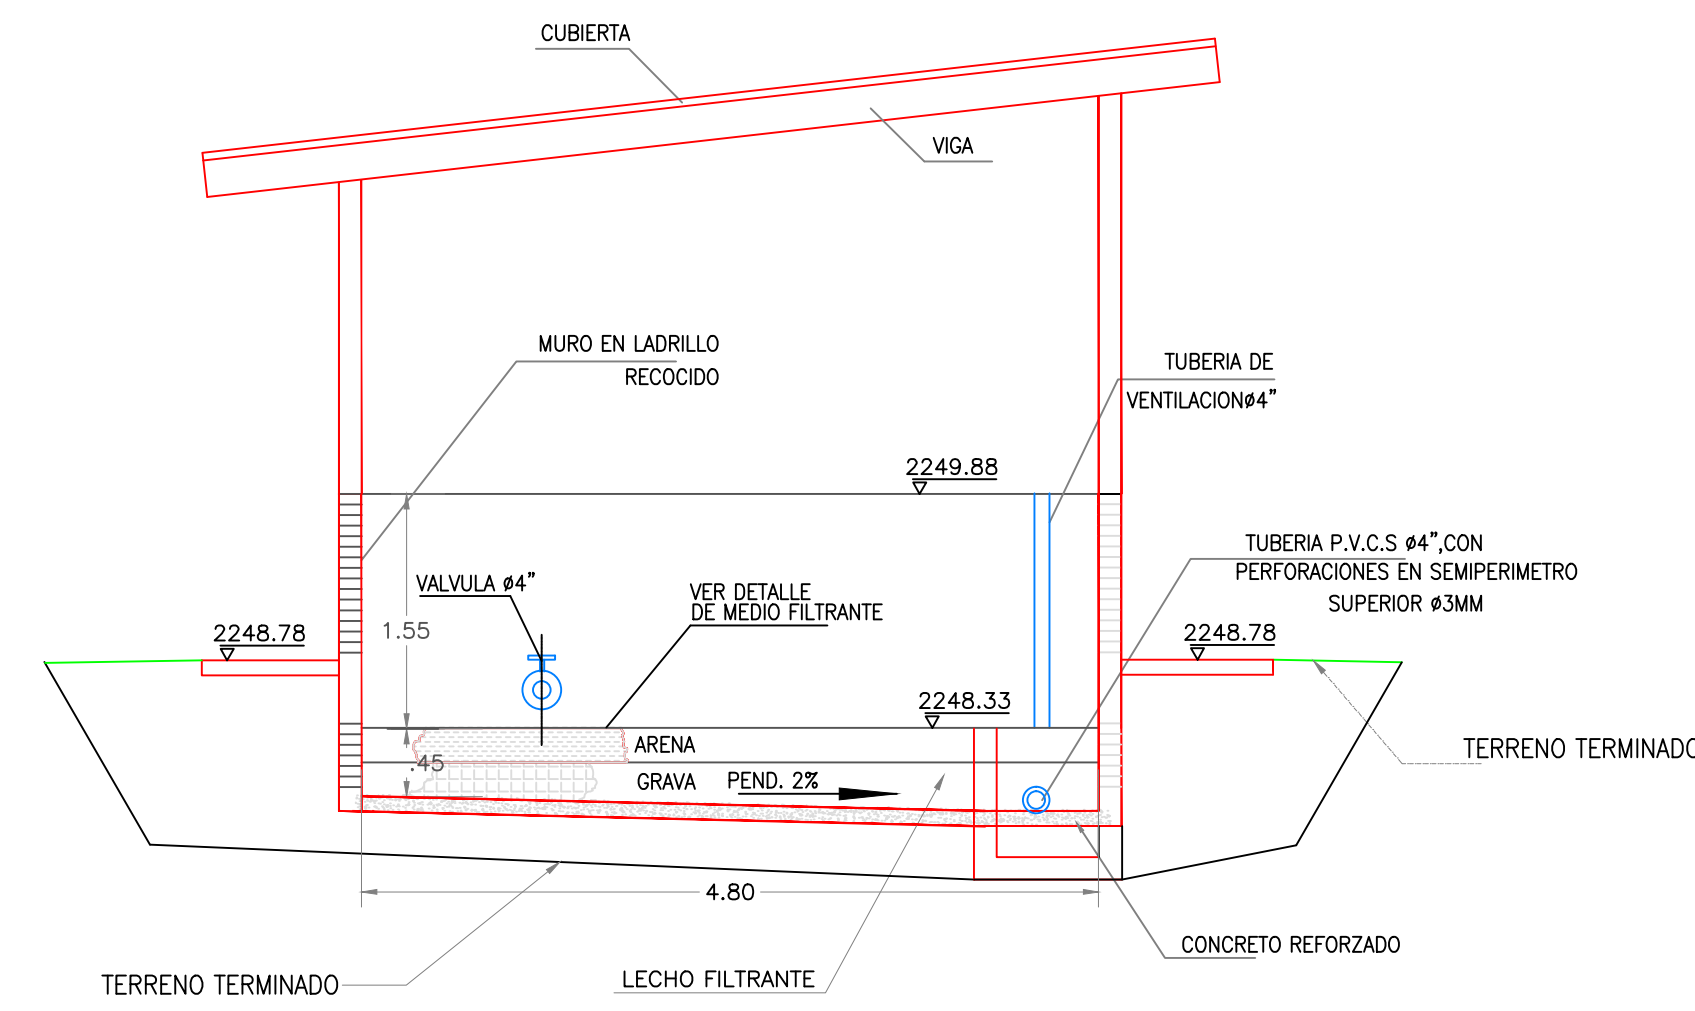 CUBIERTA
VIGA
MURO EN LADRILLO
RECOCIDO
TUBERIA DE
VENTILACIONø4”
2249.88
TUBERIA P.V.C.S ø4”,CON
PERFORACIONES EN SEMIPERIMETRO
SUPERIOR ø3MM
VALVULA ø4”
VER DETALLE
DE MEDIO FILTRANTE
1.55
2248.78
2248.78
2248.33
ARENA
TERRENO TERMINADO
.45
GRAVA
PEND. 2%
4.80
CONCRETO REFORZADO
LECHO FILTRANTE
TERRENO TERMINADO